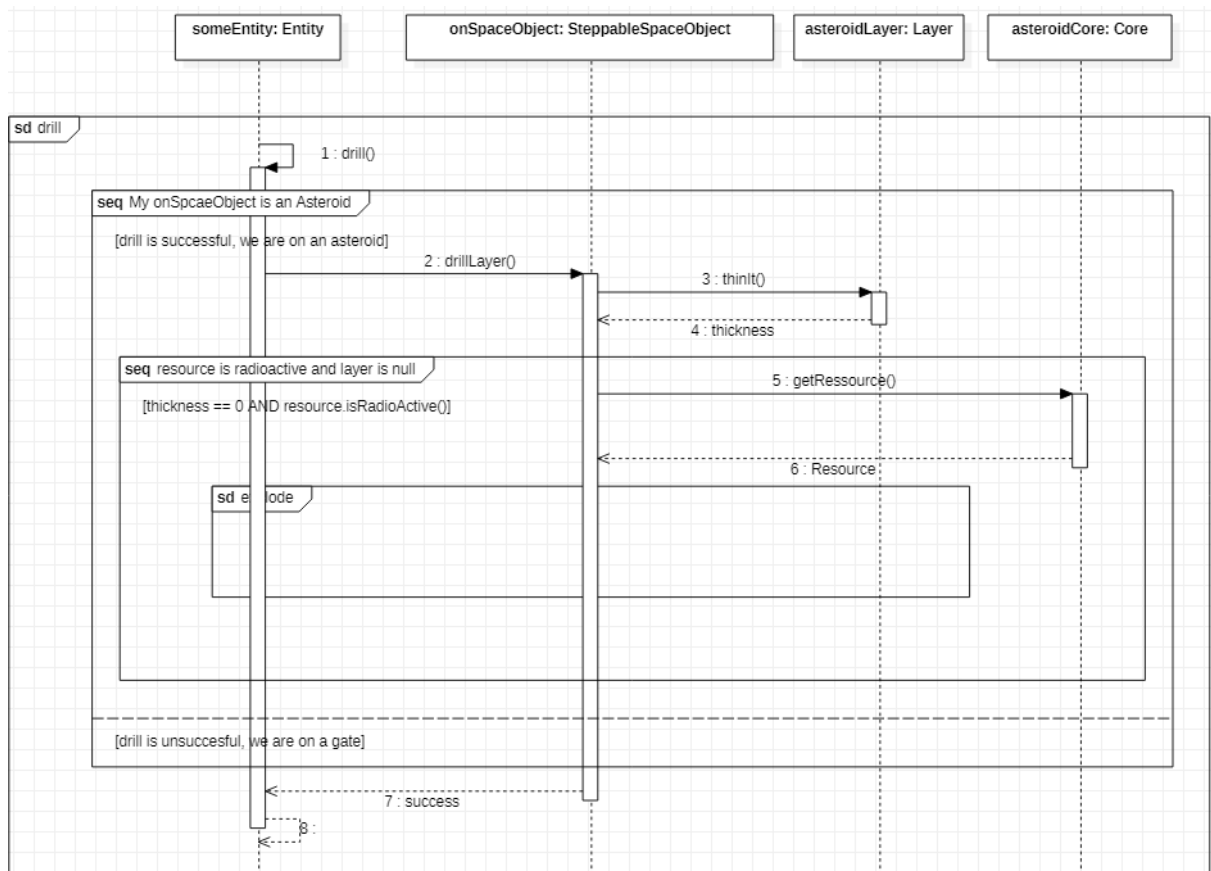 someEntity: Entity
onSpaceObject: SteppableSpaceObject
asteroidLayer: Layer
asteroidCore: Core
sd drill
1 : drill()
seq My onSpcaeObject is an Asteroid
[drill is successful, we are on an asteroid]
2 : drillLayer()
3 : thinIt()
4 : thickness
seq resource is radioactive and layer is null
5 : getRessource()
[thickness == 0 AND resource.isRadioActive()]
6 : Resource
sd
[drill is unsuccesful, we are on a gate]
7 : success
8 :